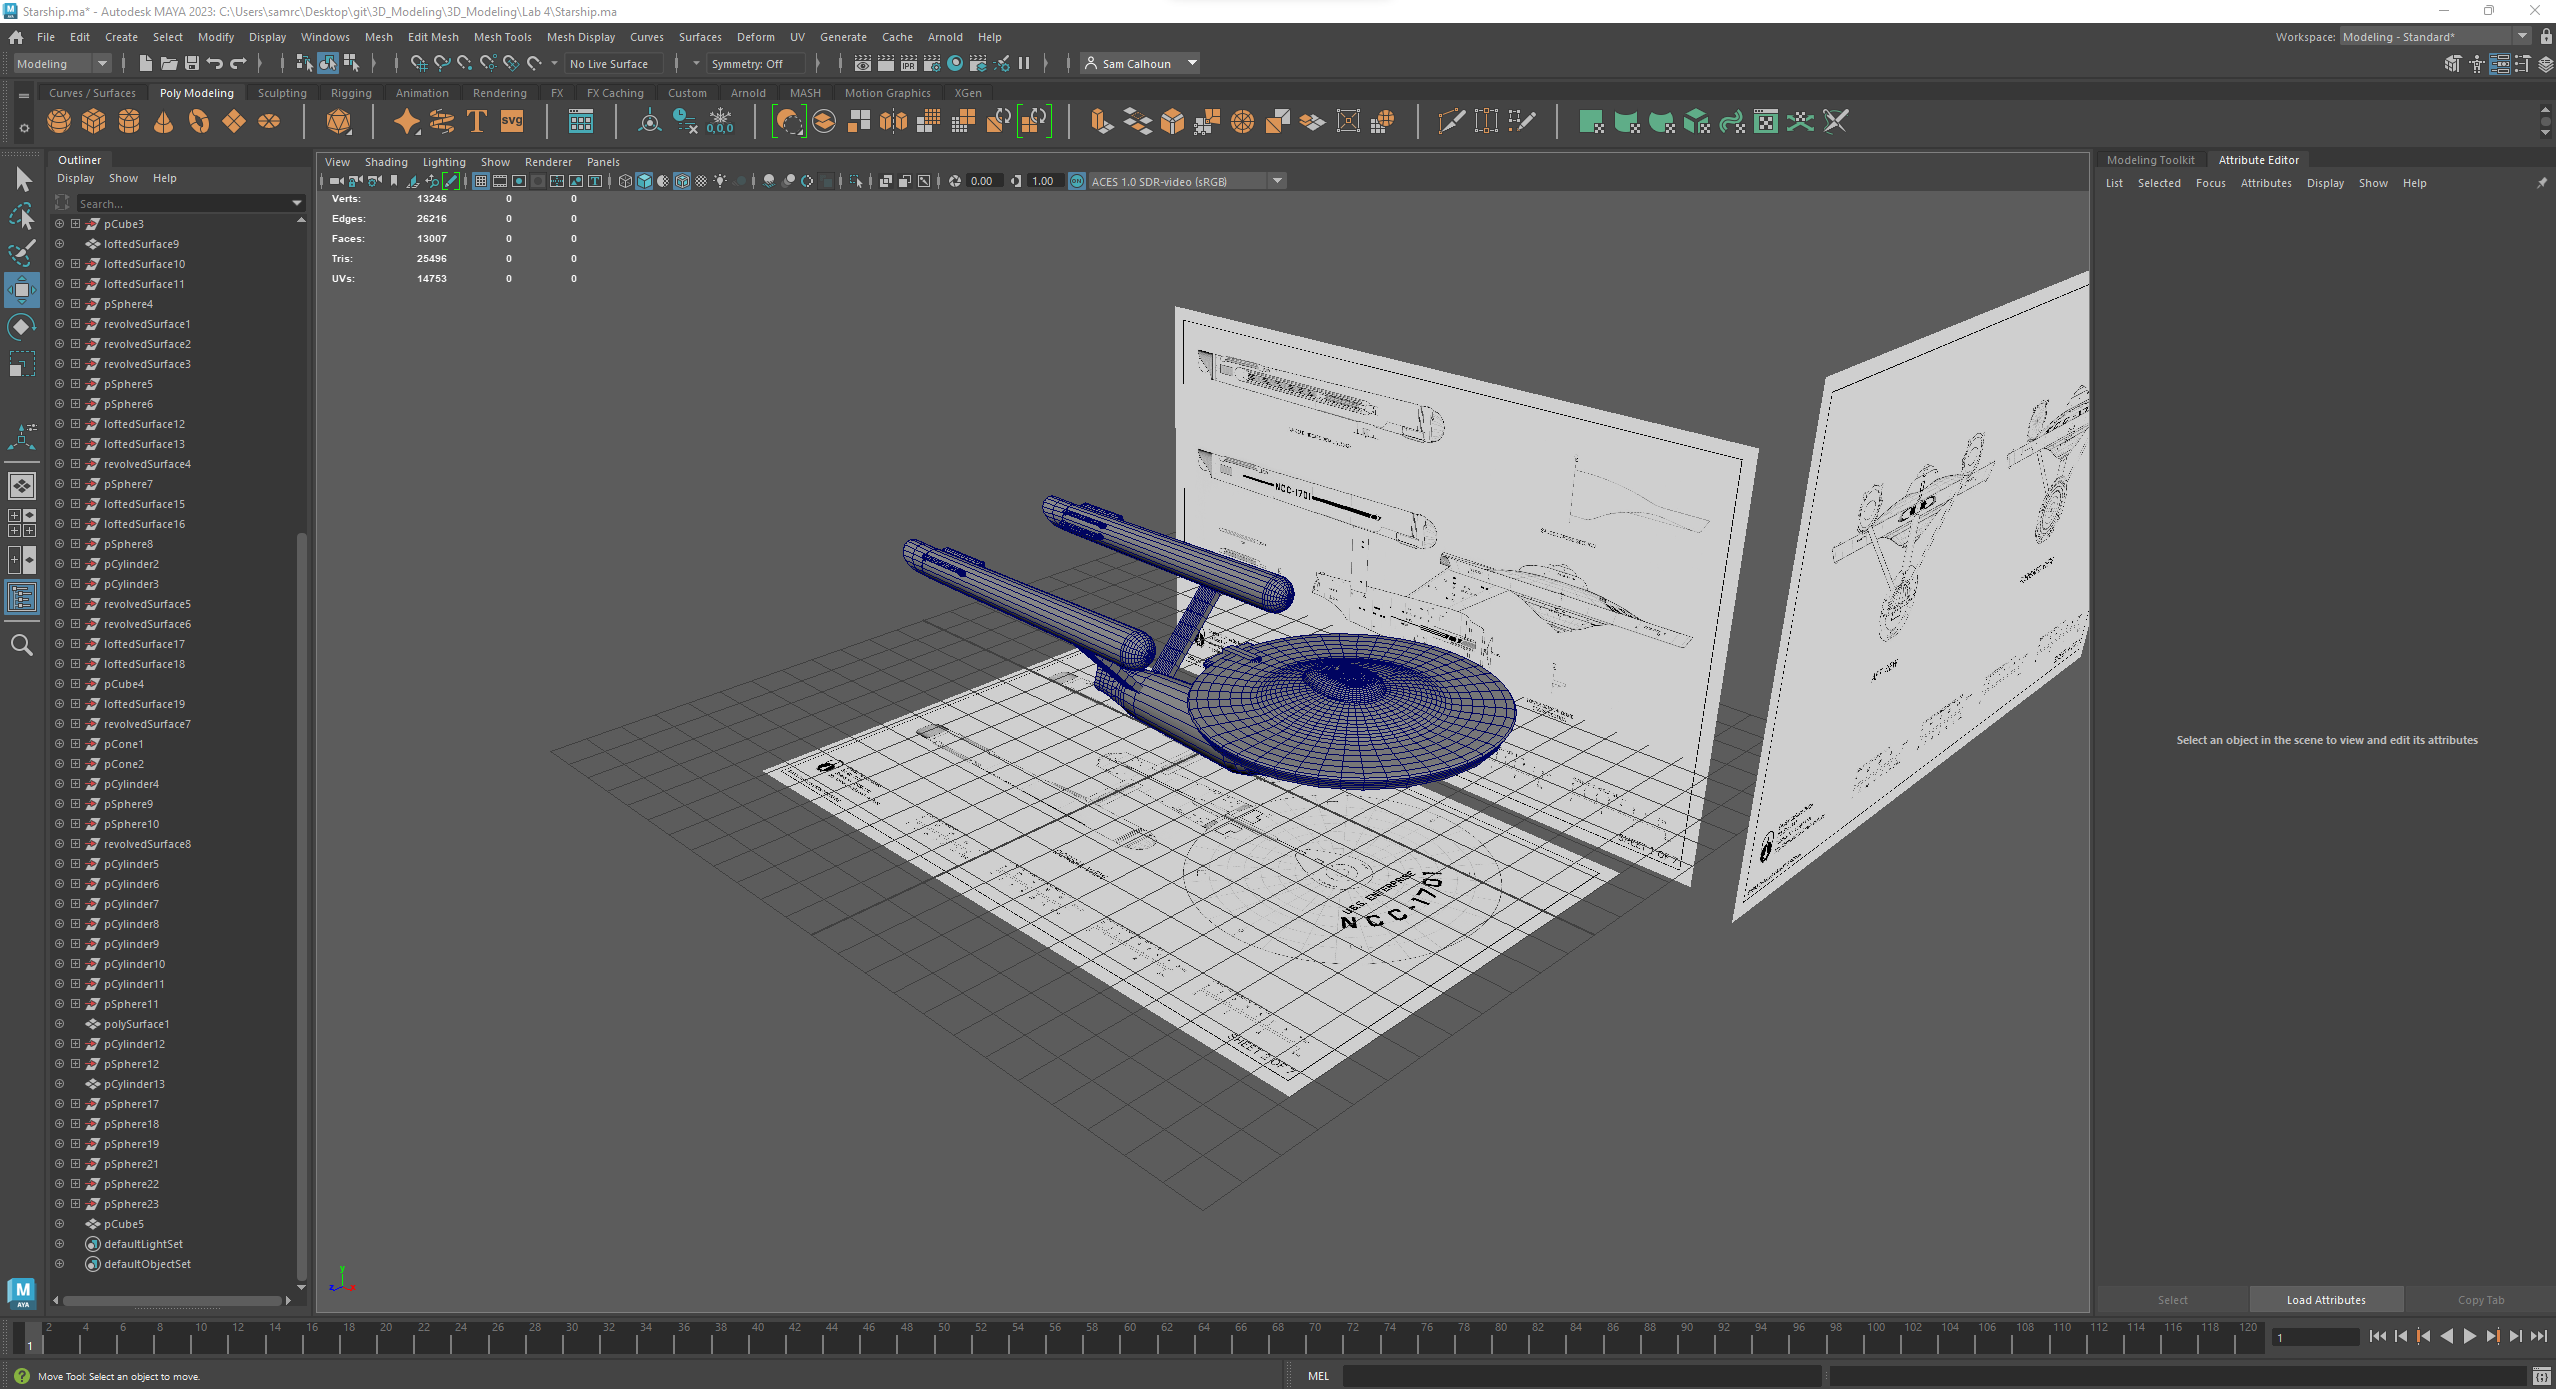 Starship.ma* - Autodesk MAYA 2023: C:\Users\samrc\Desktop\git\3D_Modeling\3D_Modeling\Lab 4\Starship.ma
File Edit Create Select Modify Display Windows Mesh Edit Mesh Mesh Tools Mesh Display Curves Surfaces Deform UV Generate Cache Arnold Help
Workspace: Modeling - Standard*
Modeling
No Live Surface
Symmetry: Off
IPR
Sam Calhoun
Curves / Surfaces Poly Modeling Sculpting Rigging Animation Rendering FX FX Caching Custom Arnold MASH Motion Graphics XGen
T
SVG
0,0,0
Outliner
Display Show Help
Search...
pCube3
loftedSurface9
loftedSurface10
loftedSurface11
pSphere4
revolvedSurface1
revolvedSurface2
revolvedSurface3
pSphere5
pSphere6
loftedSurface12
loftedSurface13
revolvedSurface4
pSphere7
loftedSurface15
loftedSurface16
pSphere8
pCylinder2
pCylinder3
revolvedSurface5
revolvedSurface6
loftedSurface17
loftedSurface18
pCube4
loftedSurface19
revolvedSurface7
pCone1
pCone2
pCylinder4
pSphere9
pSphere10
revolvedSurface8
pCylinder5
pCylinder6
pCylinder7
pCylinder8
pCylinder9
pCylinder10
pCylinder11
pSphere11
polySurface1
pCylinder12
pSphere12
pCylinder13
pSphere17
pSphere18
pSphere19
pSphere21
pSphere22
pSphere23
pCube5
defaultLightSet
defaultObjectSet
View Shading Lighting Show Renderer Panels
0.00
1.00
ON
ACES 1.0 SDR-video (sRGB)
Verts: 13246 0 0
Edges: 26216 0 0
Faces: 13007 0 0
Tris: 25496 0 0
UVs: 14753 0 0
NCC-1701
U.S.S. ENTERPRISE
NCC-1701
y
z
x
Modeling Toolkit Attribute Editor
List Selected Focus Attributes Display Show Help
Select an object in the scene to view and edit its attributes
Select Load Attributes Copy Tab
M
AYA
1
2 4 6 8 10 12 14 16 18 20 22 24 26 28 30 32 34 36 38 40 42 44 46 48 50 52 54 56 58 60 62 64 66 68 70 72 74 76 78 80 82 84 86 88 90 92 94 96 98 100 102 104 106 108 110 112 114 116 118 120
1
Move Tool: Select an object to move.
MEL